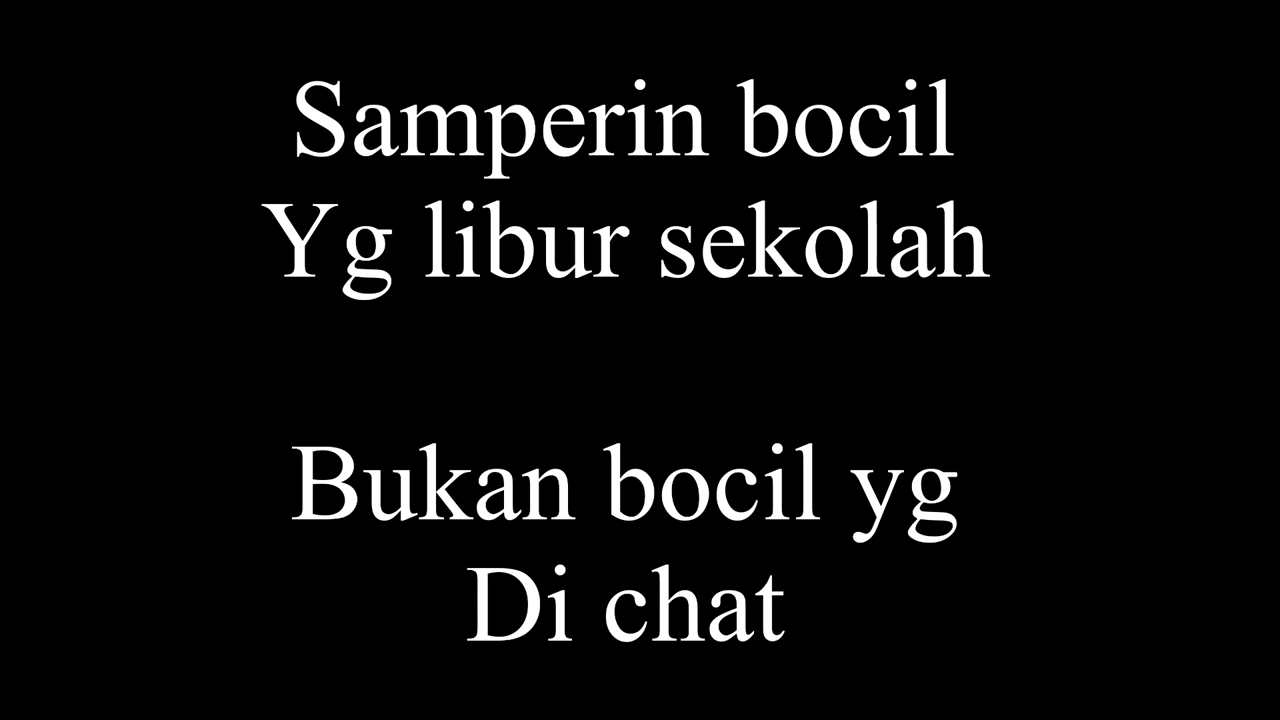 Samperin bocil
Yg libur sekolah
Bukan bocil yg
Di chat